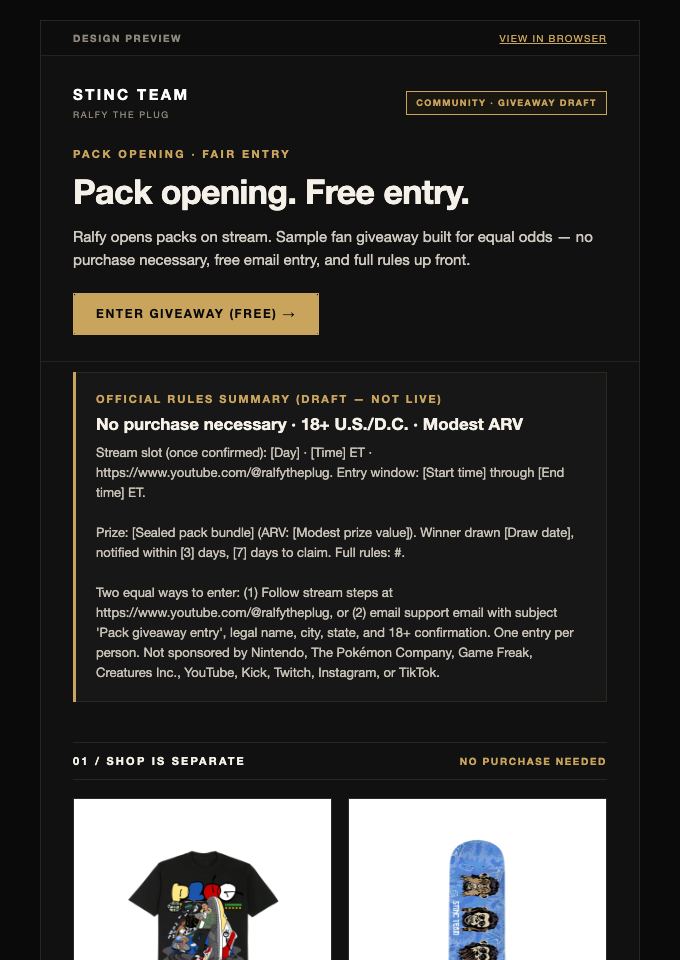 DESIGN PREVIEW
VIEW IN BROWSER
STINC TEAM
RALFY THE PLUG
COMMUNITY · GIVEAWAY DRAFT
PACK OPENING · FAIR ENTRY
Pack opening. Free entry.
Ralfy opens packs on stream. Sample fan giveaway built for equal odds — no
purchase necessary, free email entry, and full rules up front.
ENTER GIVEAWAY (FREE) →
OFFICIAL RULES SUMMARY (DRAFT — NOT LIVE)
No purchase necessary · 18+ U.S./D.C. · Modest ARV
Stream slot (once confirmed): [Day] · [Time] ET ·
https://www.youtube.com/@ralfytheplug. Entry window: [Start time] through [End
time] ET.
Prize: [Sealed pack bundle] (ARV: [Modest prize value]). Winner drawn [Draw date],
notified within [3] days, [7] days to claim. Full rules: #.
Two equal ways to enter: (1) Follow stream steps at
https://www.youtube.com/@ralfytheplug, or (2) email support email with subject
'Pack giveaway entry', legal name, city, state, and 18+ confirmation. One entry per
person. Not sponsored by Nintendo, The Pokémon Company, Game Freak,
Creatures Inc., YouTube, Kick, Twitch, Instagram, or TikTok.
01 / SHOP IS SEPARATE
NO PURCHASE NEEDED
PLUG
STINC TEAM